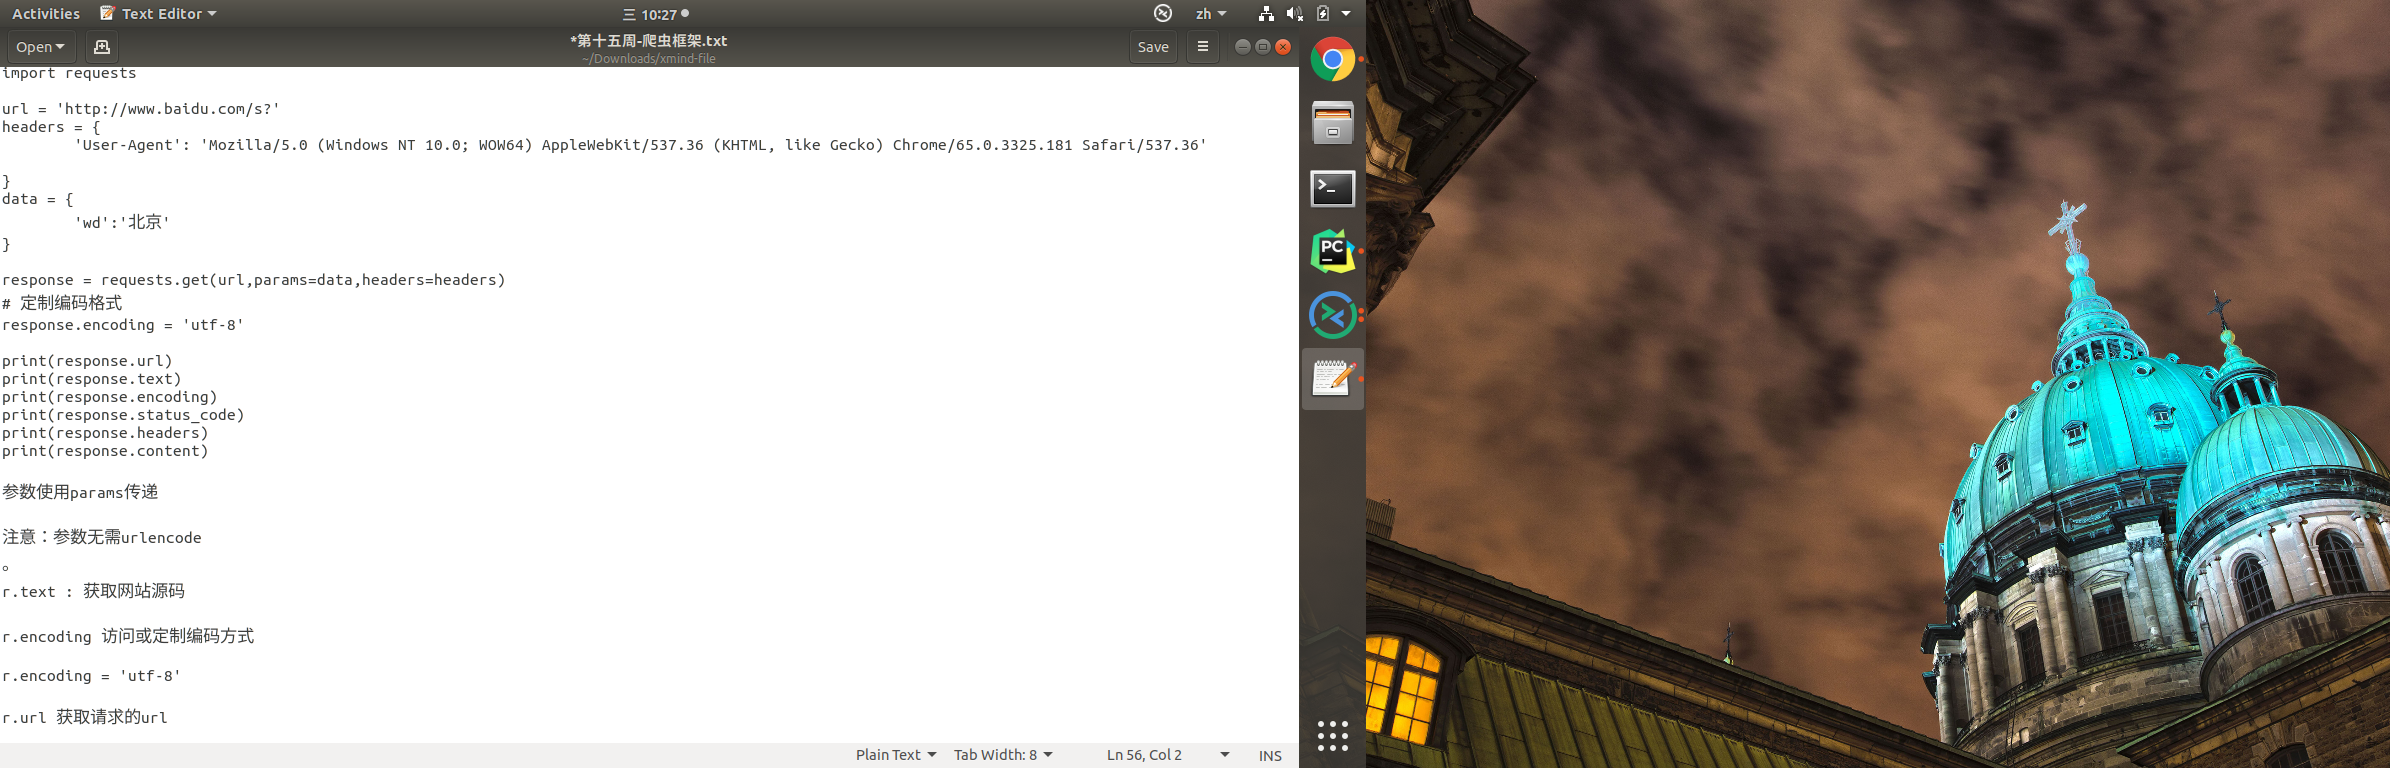 Activities Text Editor 三 10:27 zh
Open *第十五周-爬虫框架.txt Save
~/Downloads/xmind-file
import requests
url = 'http://www.baidu.com/s?'
headers = {
'User-Agent': 'Mozilla/5.0 (Windows NT 10.0; WOW64) AppleWebKit/537.36 (KHTML, like Gecko) Chrome/65.0.3325.181 Safari/537.36'
}
data = {
'wd':'北京'
}
response = requests.get(url,params=data,headers=headers)
# 定制编码格式
response.encoding = 'utf-8'
print(response.url)
print(response.text)
print(response.encoding)
print(response.status_code)
print(response.headers)
print(response.content)
参数使用params传递
注意：参数无需urlencode
。
r.text : 获取网站源码
r.encoding 访问或定制编码方式
r.encoding = 'utf-8'
r.url 获取请求的url
Plain Text Tab Width: 8 Ln 56, Col 2 INS
PC